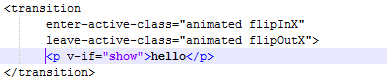 <transition
enter-active-class="animated flipInX"
leave-active-class="animated flipOutX">
<p v-if="show">hello</p>
</transition>